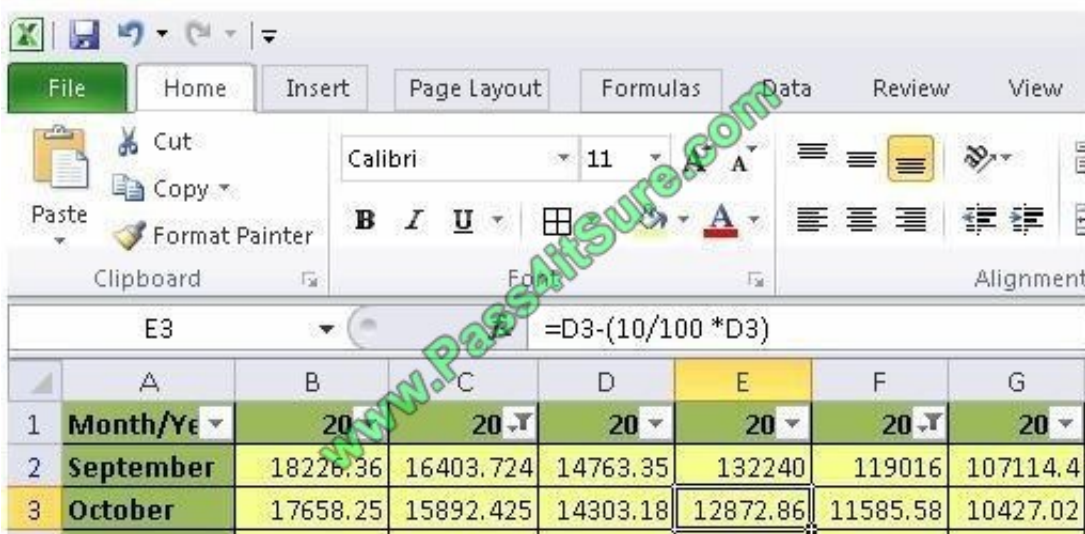 File Home Insert Page Layout Formulas Data Review View
Cut
Calibri 11 A A
Copy
Paste
B I U A
Format Painter
Clipboard Font Alignment
E3 fx =D3-(10/100 *D3)
A B C D E F G
1 Month/Ye 20 20 20 20 20 20
2 September 18226.36 16403.724 14763.35 132240 119016 107114.4
3 October 17658.25 15892.425 14303.18 12872.86 11585.58 10427.02
www.Pass4itSure.com